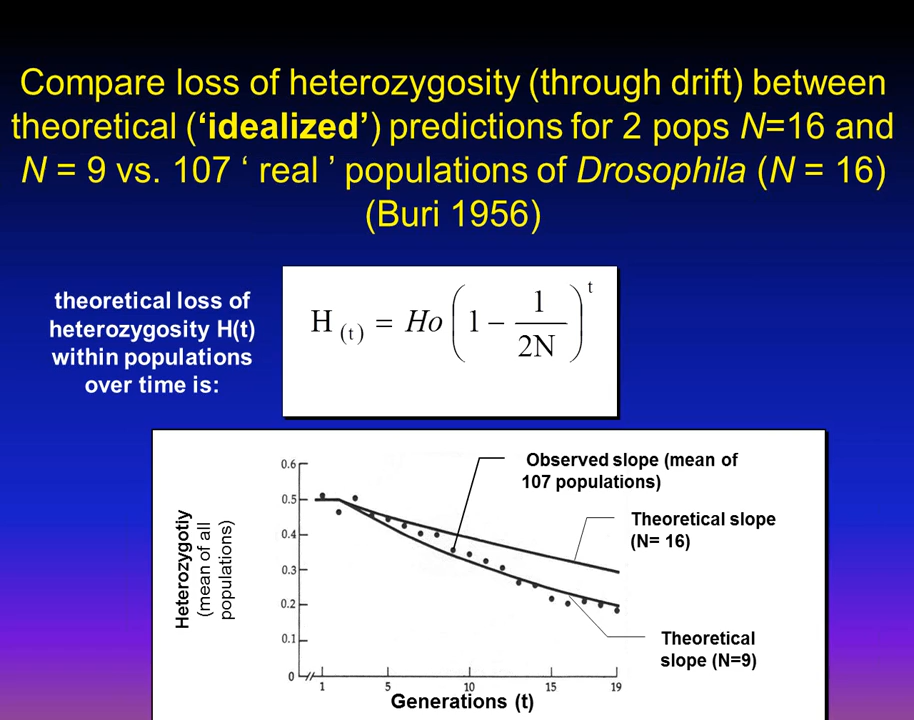 Compare loss of heterozygosity (through drift) between
theoretical (‘idealized’) predictions for 2 pops N=16 and
N = 9 vs. 107 ‘ real ’ populations of Drosophila (N = 16)
(Buri 1956)
theoretical loss of
heterozygosity H(t)
within populations
over time is:
H (t) = Ho ( 1 − 1/2N ) t
Observed slope (mean of
107 populations)
Theoretical slope
(N= 16)
Theoretical
slope (N=9)
Heterozygotiy
(mean of all
populations)
0.6
0.5
0.4
0.3
0.2
0.1
0
1 5 10 15 19
Generations (t)